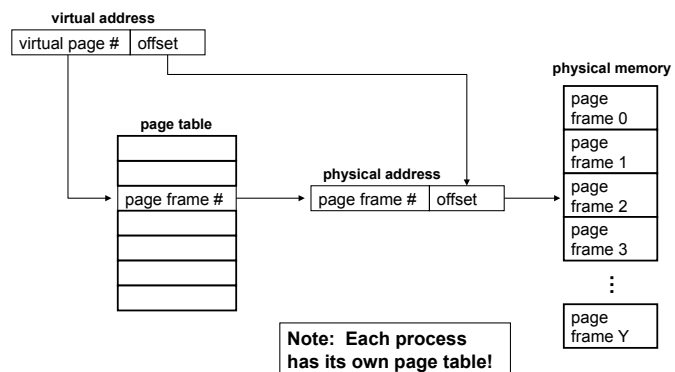 virtual address
virtual page #
offset
physical memory
page
frame 0
page
frame 1
page
frame 2
page
frame 3
⋮
page
frame Y
page table
page frame #
physical address
page frame #
offset
Note: Each process
has its own page table!